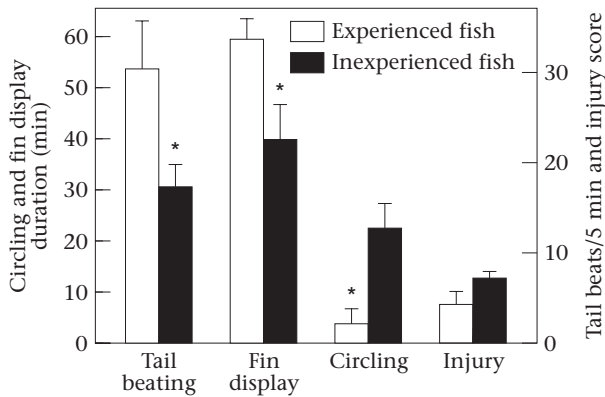 Experienced fish
Inexperienced fish
Circling and fin display
duration (min)
60
50
40
30
20
10
0
30
20
10
0
Tail beats/5 min and injury score
*
*
*
Tail
beating
Fin
display
Circling
Injury